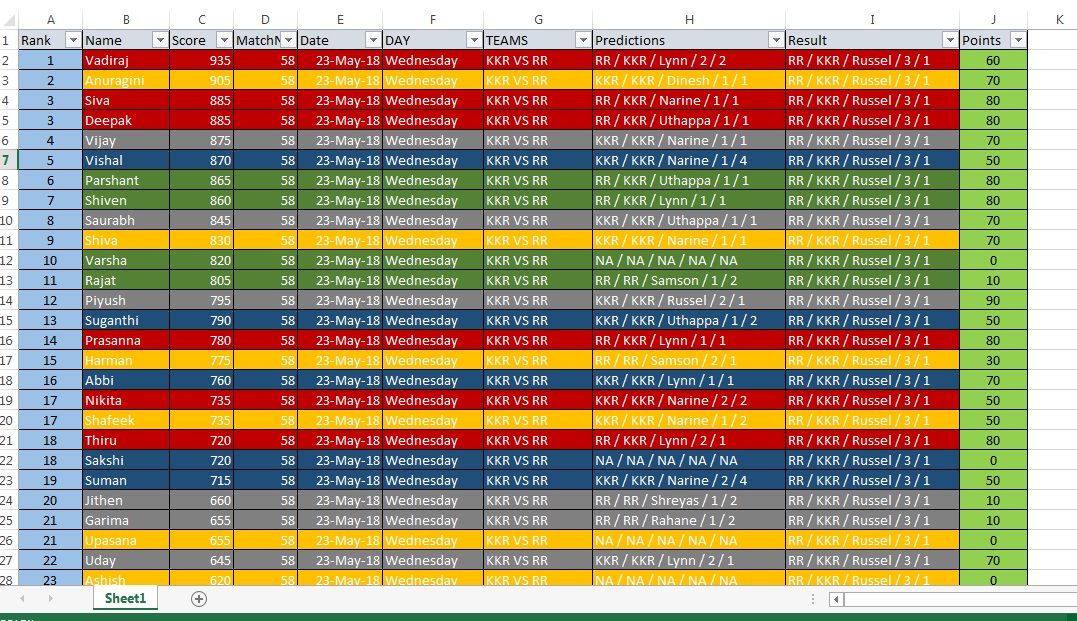 A B C D E F G H I J K
1 Rank Name Score MatchN Date DAY TEAMS Predictions Result Points
2 1 Vadiraj 935 58 23-May-18 Wednesday KKR VS RR RR / KKR / Lynn / 2 / 2 RR / KKR / Russel / 3 / 1 60
3 2 Anuragini 905 58 23-May-18 Wednesday KKR VS RR KKR / KKR / Dinesh / 1 / 1 RR / KKR / Russel / 3 / 1 70
4 3 Siva 885 58 23-May-18 Wednesday KKR VS RR RR / KKR / Narine / 1 / 1 RR / KKR / Russel / 3 / 1 80
5 3 Deepak 885 58 23-May-18 Wednesday KKR VS RR RR / KKR / Uthappa / 1 / 1 RR / KKR / Russel / 3 / 1 80
6 4 Vijay 875 58 23-May-18 Wednesday KKR VS RR KKR / KKR / Narine / 1 / 1 RR / KKR / Russel / 3 / 1 70
7 5 Vishal 870 58 23-May-18 Wednesday KKR VS RR KKR / KKR / Narine / 1 / 4 RR / KKR / Russel / 3 / 1 50
8 6 Parshant 865 58 23-May-18 Wednesday KKR VS RR RR / KKR / Uthappa / 1 / 1 RR / KKR / Russel / 3 / 1 80
9 7 Shiven 860 58 23-May-18 Wednesday KKR VS RR RR / KKR / Lynn / 1 / 1 RR / KKR / Russel / 3 / 1 80
10 8 Saurabh 845 58 23-May-18 Wednesday KKR VS RR KKR / KKR / Uthappa / 1 / 1 RR / KKR / Russel / 3 / 1 70
11 9 Shiva 830 58 23-May-18 Wednesday KKR VS RR KKR / KKR / Narine / 1 / 1 RR / KKR / Russel / 3 / 1 70
12 10 Varsha 820 58 23-May-18 Wednesday KKR VS RR NA / NA / NA / NA / NA RR / KKR / Russel / 3 / 1 0
13 11 Rajat 805 58 23-May-18 Wednesday KKR VS RR RR / RR / Samson / 1 / 2 RR / KKR / Russel / 3 / 1 10
14 12 Piyush 795 58 23-May-18 Wednesday KKR VS RR KKR / KKR / Russel / 2 / 1 RR / KKR / Russel / 3 / 1 90
15 13 Suganthi 790 58 23-May-18 Wednesday KKR VS RR KKR / KKR / Uthappa / 1 / 2 RR / KKR / Russel / 3 / 1 50
16 14 Prasanna 780 58 23-May-18 Wednesday KKR VS RR RR / KKR / Lynn / 1 / 1 RR / KKR / Russel / 3 / 1 80
17 15 Harman 775 58 23-May-18 Wednesday KKR VS RR RR / RR / Samson / 2 / 1 RR / KKR / Russel / 3 / 1 30
18 16 Abbi 760 58 23-May-18 Wednesday KKR VS RR KKR / KKR / Lynn / 1 / 1 RR / KKR / Russel / 3 / 1 70
19 17 Nikita 735 58 23-May-18 Wednesday KKR VS RR KKR / KKR / Narine / 2 / 2 RR / KKR / Russel / 3 / 1 50
20 17 Shafeek 735 58 23-May-18 Wednesday KKR VS RR KKR / KKR / Narine / 1 / 2 RR / KKR / Russel / 3 / 1 50
21 18 Thiru 720 58 23-May-18 Wednesday KKR VS RR RR / KKR / Lynn / 2 / 1 RR / KKR / Russel / 3 / 1 80
22 18 Sakshi 720 58 23-May-18 Wednesday KKR VS RR NA / NA / NA / NA / NA RR / KKR / Russel / 3 / 1 0
23 19 Suman 715 58 23-May-18 Wednesday KKR VS RR KKR / KKR / Narine / 2 / 4 RR / KKR / Russel / 3 / 1 50
24 20 Jithen 660 58 23-May-18 Wednesday KKR VS RR RR / RR / Shreyas / 1 / 2 RR / KKR / Russel / 3 / 1 10
25 21 Garima 655 58 23-May-18 Wednesday KKR VS RR RR / RR / Rahane / 1 / 2 RR / KKR / Russel / 3 / 1 10
26 21 Upasana 655 58 23-May-18 Wednesday KKR VS RR NA / NA / NA / NA / NA RR / KKR / Russel / 3 / 1 0
27 22 Uday 645 58 23-May-18 Wednesday KKR VS RR KKR / KKR / Lynn / 2 / 1 RR / KKR / Russel / 3 / 1 70
28 23 Ashish 620 58 23-May-18 Wednesday KKR VS RR NA / NA / NA / NA / NA RR / KKR / Russel / 3 / 1 0
Sheet1